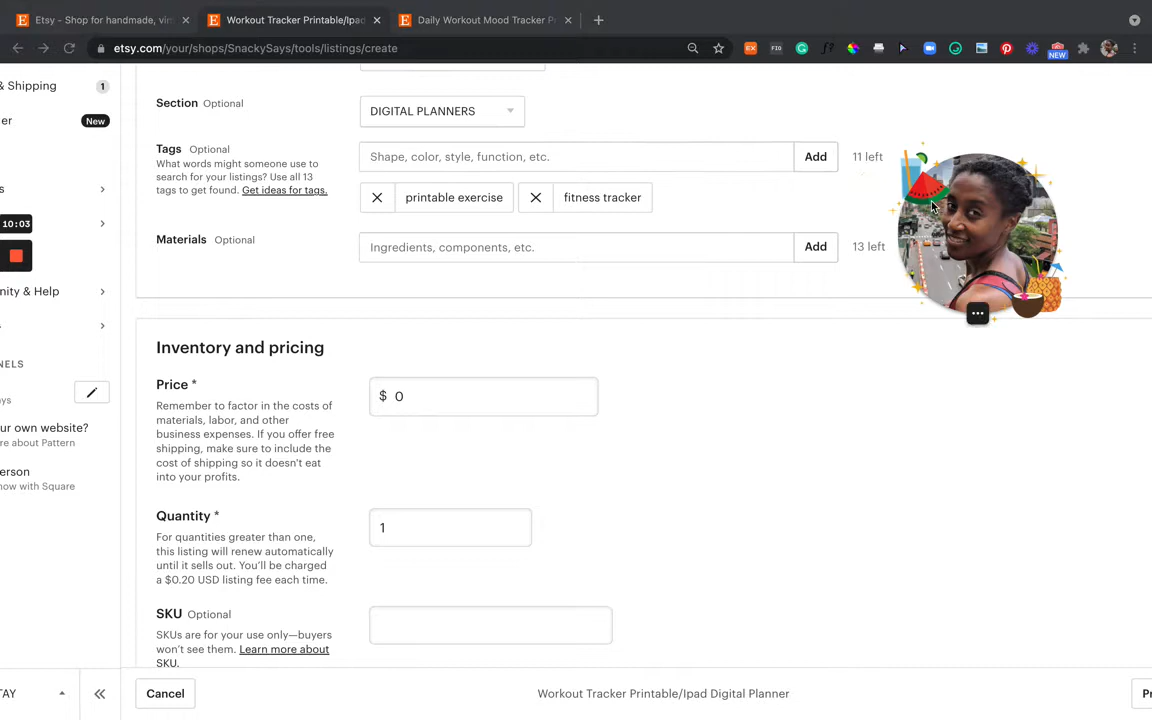 Etsy - Shop for handmade, vin
Workout Tracker Printable/Ipad
Daily Workout Mood Tracker P
etsy.com/your/shops/SnackySays/tools/listings/create
EX
FIO
f?
NEW
& Shipping
1
er
New
s
10:03
nity & Help
NELS
ys
ur own website?
re about Pattern
erson
now with Square
TAY
Section Optional
DIGITAL PLANNERS
Tags Optional
What words might someone use to
search for your listings? Use all 13
tags to get found. Get ideas for tags.
Shape, color, style, function, etc.
Add
11 left
printable exercise
fitness tracker
Materials Optional
Ingredients, components, etc.
Add
13 left
Inventory and pricing
Price *
Remember to factor in the costs of
materials, labor, and other
business expenses. If you offer free
shipping, make sure to include the
cost of shipping so it doesn't eat
into your profits.
$ 0
Quantity *
For quantities greater than one,
this listing will renew automatically
until it sells out. You'll be charged
a $0.20 USD listing fee each time.
1
SKU Optional
SKUs are for your use only—buyers
won't see them. Learn more about
SKU.
Cancel
Workout Tracker Printable/Ipad Digital Planner
Pr